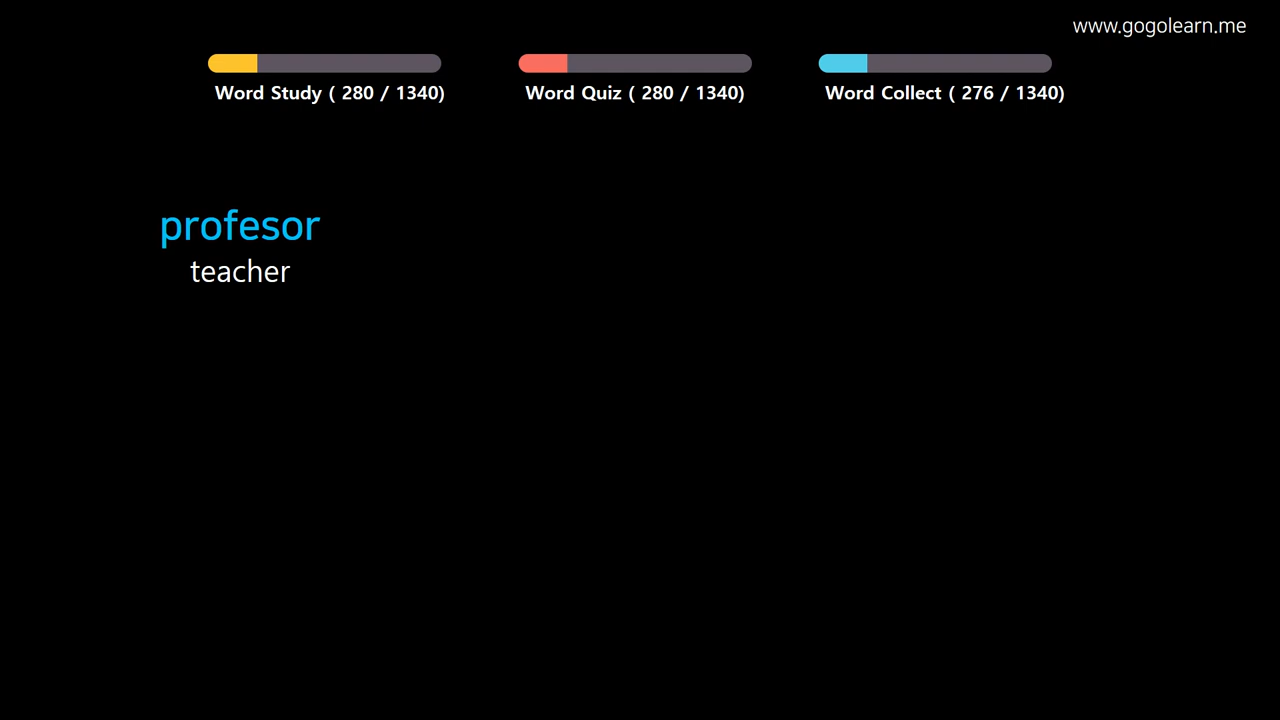 www.gogolearn.me
Word Study ( 280 / 1340)
Word Quiz ( 280 / 1340)
Word Collect ( 276 / 1340)
profesor
teacher